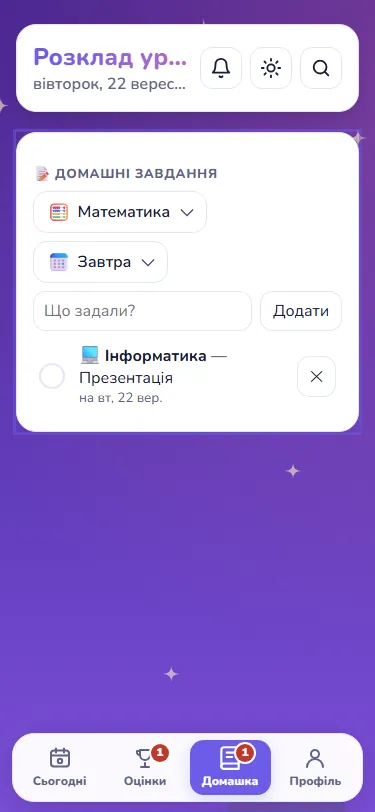 Розклад ур...
вівторок, 22 верес...
ДОМАШНІ ЗАВДАННЯ
Математика
Завтра
Що задали?
Додати
Інформатика —
Презентація
на вт, 22 вер.
Сьогодні
1
Оцінки
1
Домашка
Профіль